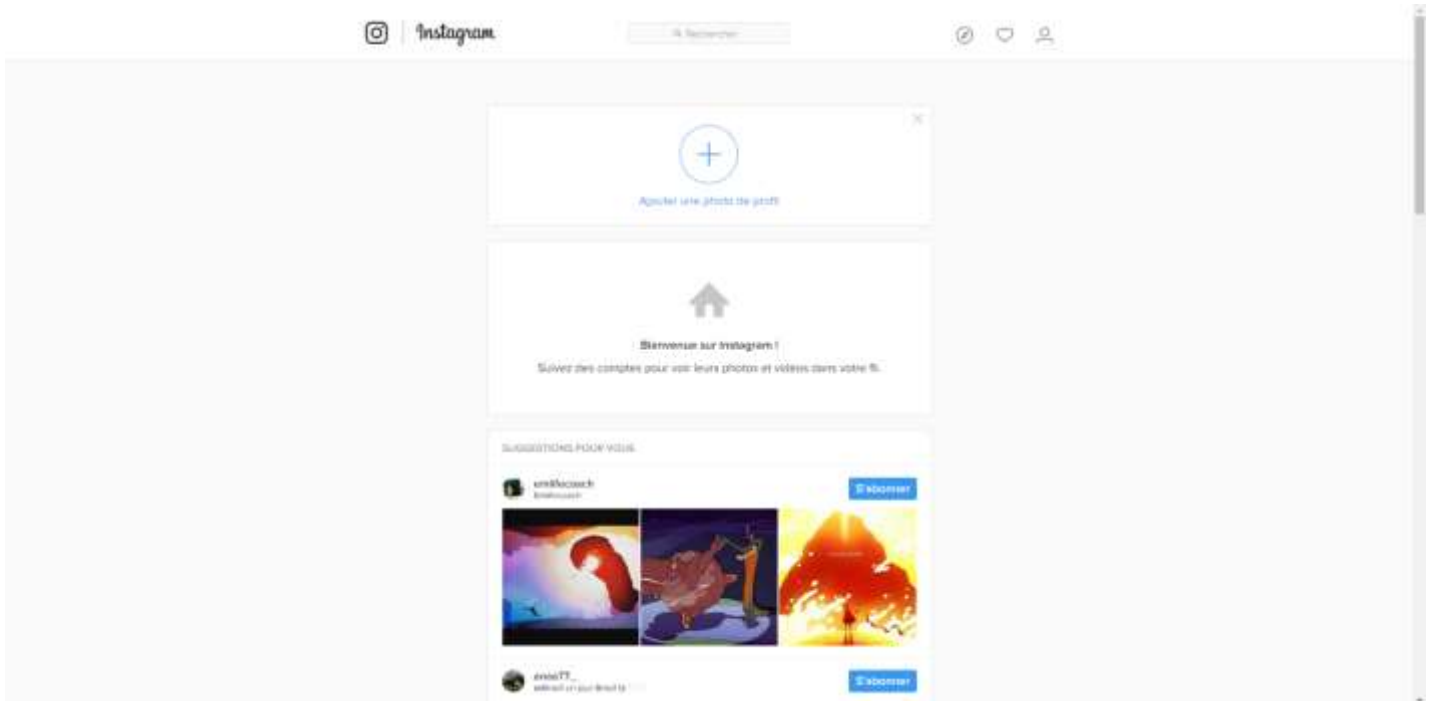 Instagram
Rechercher
Ajouter une photo de profil
Bienvenue sur Instagram !
Suivez des comptes pour voir leurs photos et vidéos dans votre fil.
SUGGESTIONS POUR VOUS
S'abonner
S'abonner